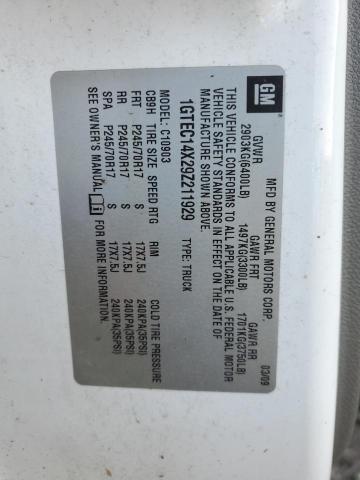 GM
MFD BY GENERAL MOTORS CORP. 03/09
GVWR GAWR FRT GAWR RR
2903KG(6400LB) 1497KG(3300LB) 1701KG(3750LB)
THIS VEHICLE CONFORMS TO ALL APPLICABLE U.S. FEDERAL MOTOR
VEHICLE SAFETY STANDARDS IN EFFECT ON THE DATE OF
MANUFACTURE SHOWN ABOVE.
1GTEC14X29Z211929 TYPE: TRUCK
C10903
CB9H TIRE SIZE SPEED RTG RIM COLD TIRE PRESSURE
FRT P245/70R17 S 17X7.5J 240KPA(35PSI)
RR P245/70R17 S 17X7.5J 240KPA(35PSI)
SPA P245/70R17 S 17X7.5J 240KPA(35PSI)
SEE OWNER'S MANUAL FOR ADDITIONAL INFORMATION.